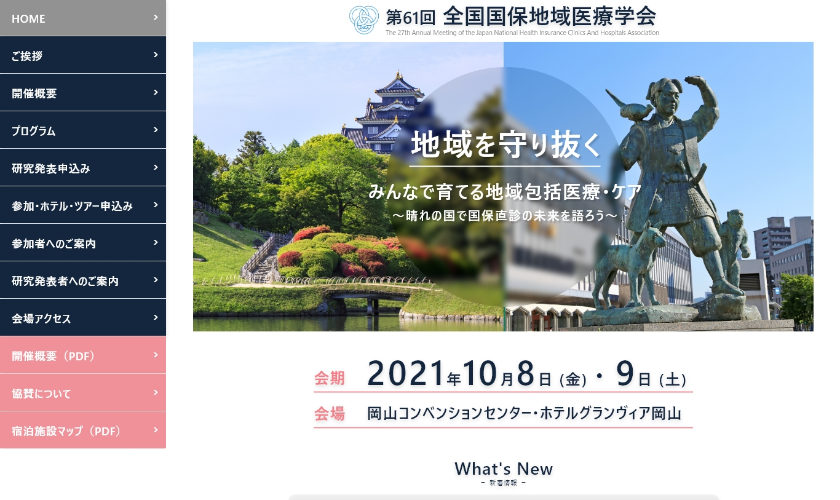 HOME
ご挨拶
開催概要
プログラム
研究発表申込み
参加・ホテル・ツアー申込み
参加者へのご案内
研究発表者へのご案内
会場アクセス
開催概要（PDF）
協賛について
宿泊施設マップ（PDF）
第61回 全国国保地域医療学会
The 27th Annual Meeting of the Japan National Health Insurance Clinics And Hospitals Association
地域を守り抜く
みんなで育てる地域包括医療・ケア
～晴れの国で国保直診の未来を語ろう～
会期 2021年10月8日（金）・9日（土）
会場 岡山コンベンションセンター・ホテルグランヴィア岡山
What's New
－ 新着情報 －